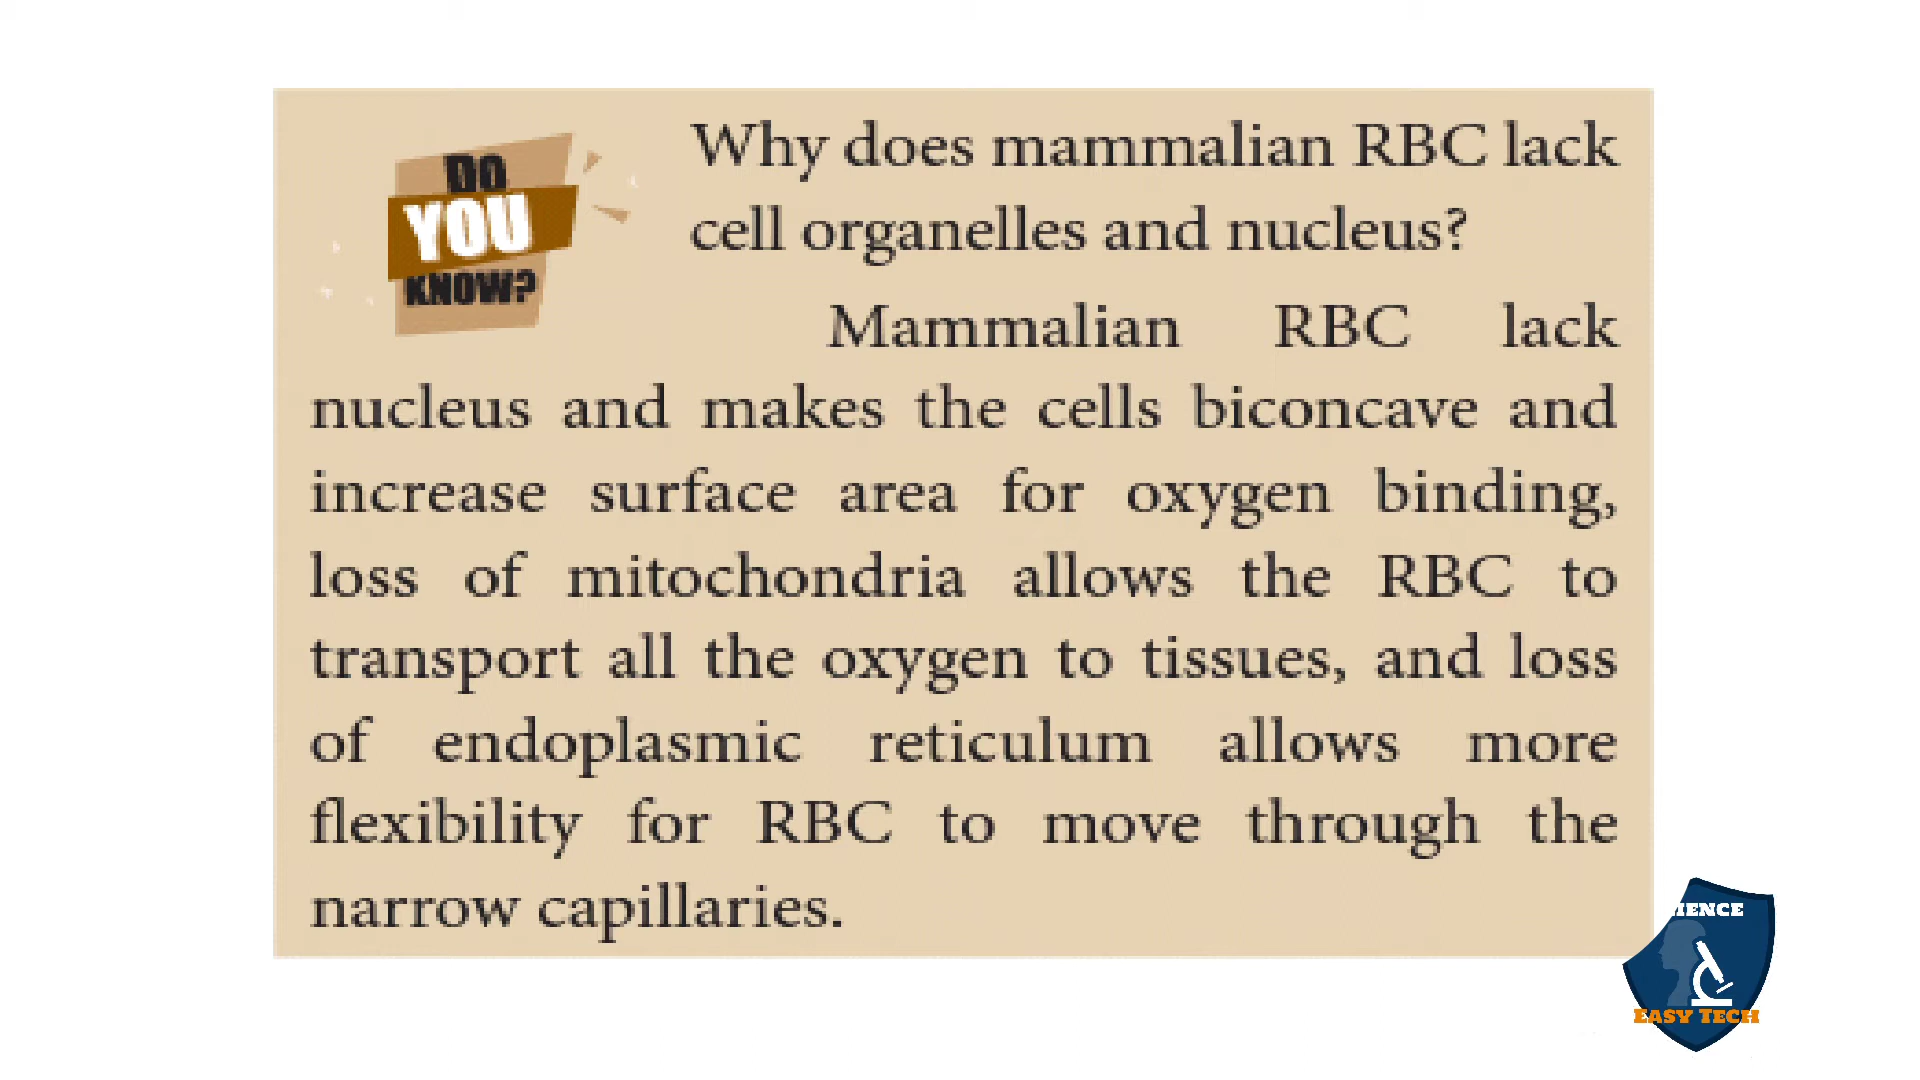 DO
YOU
KNOW?
Why does mammalian RBC lack
cell organelles and nucleus?
Mammalian RBC lack
nucleus and makes the cells biconcave and
increase surface area for oxygen binding,
loss of mitochondria allows the RBC to
transport all the oxygen to tissues, and loss
of endoplasmic reticulum allows more
flexibility for RBC to move through the
narrow capillaries.
EASY TECH